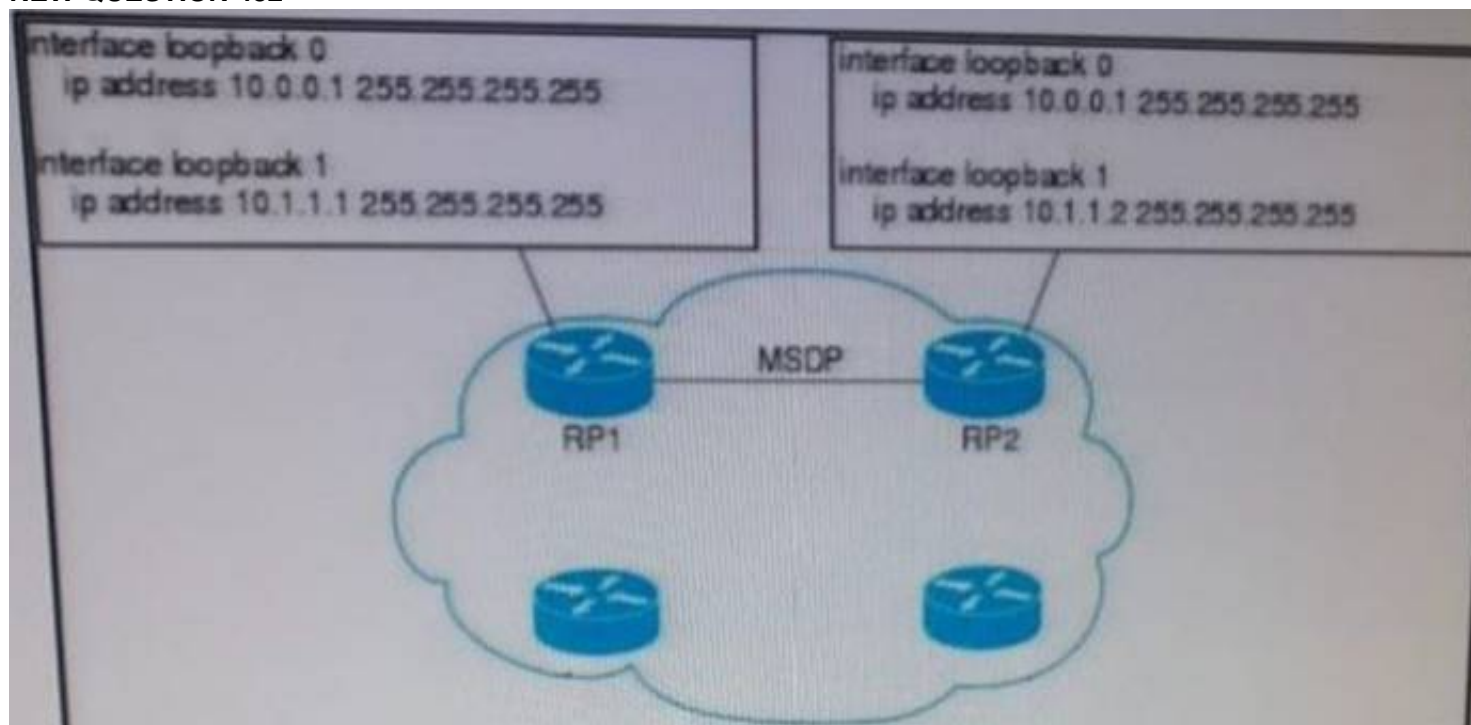 interface loopback 0
ip address 10.0.0.1 255.255.255.255
interface loopback 1
ip address 10.1.1.1 255.255.255.255
interface loopback 0
ip address 10.0.0.1 255.255.255.255
interface loopback 1
ip address 10.1.1.2 255.255.255.255
MSDP
RP1
RP2